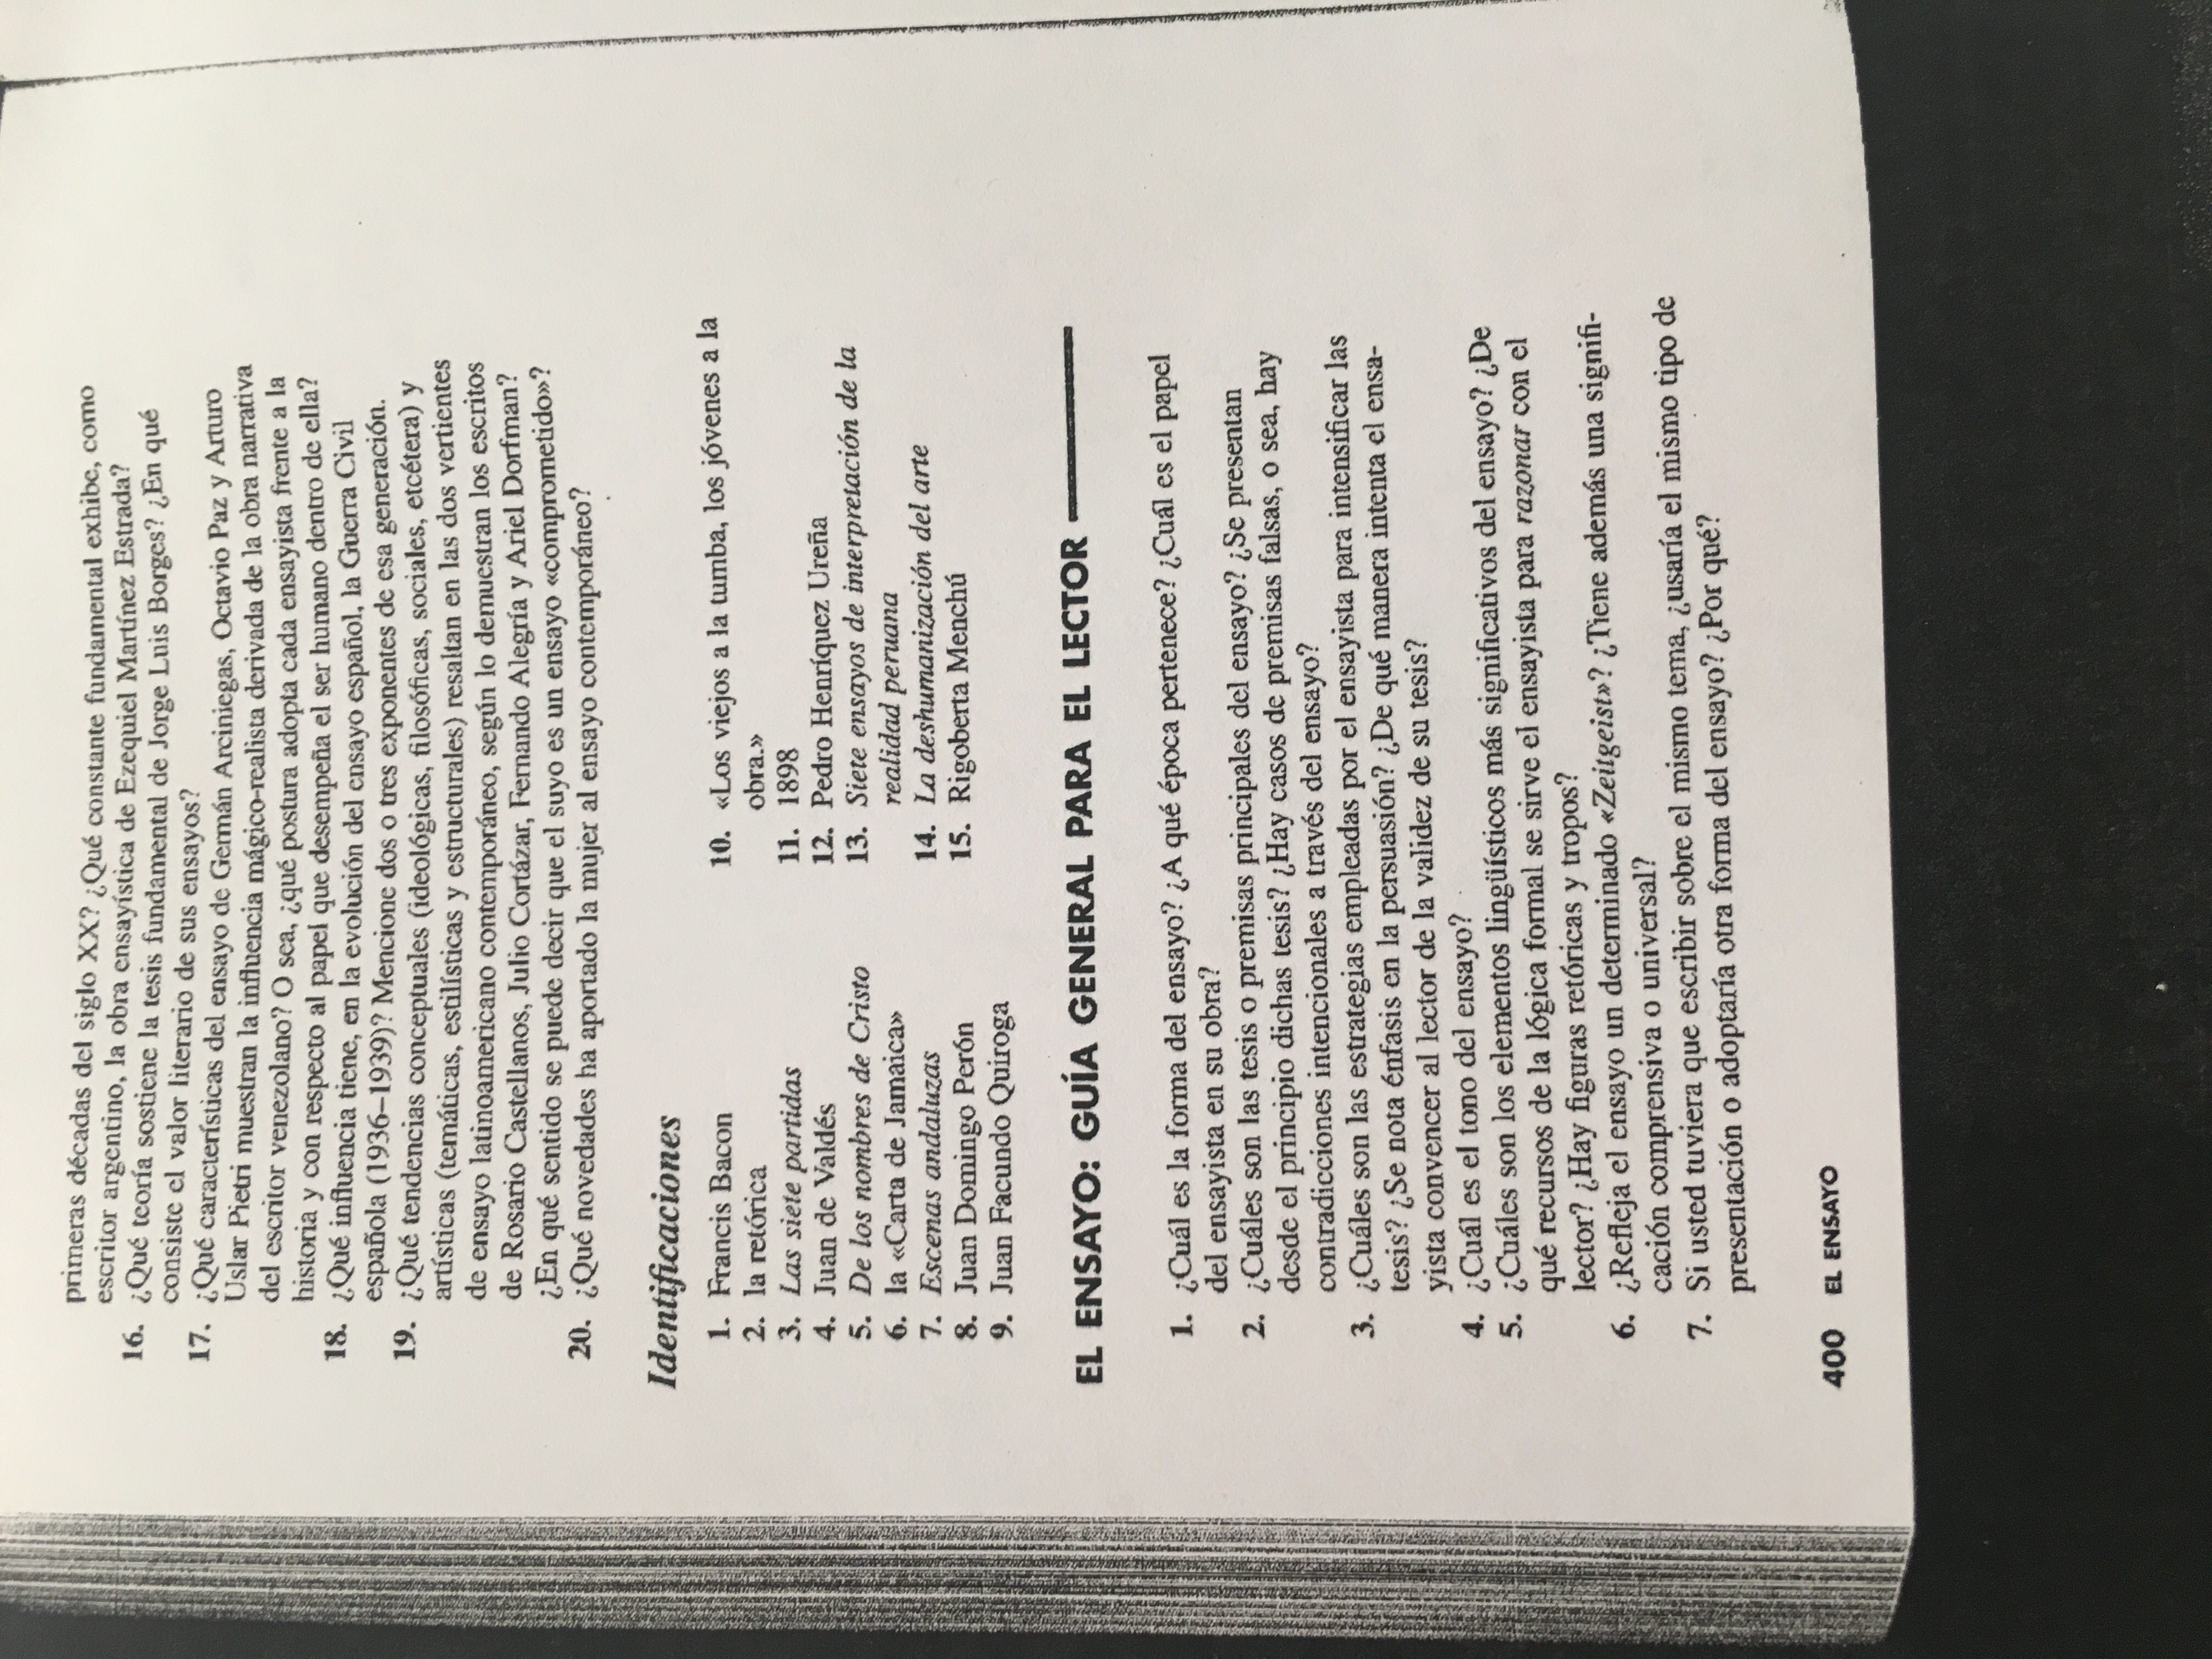 primeras décadas del siglo XX? ¿Qué constante fundamental exhibe, como
escritor argentino, la obra ensayística de Ezequiel Martínez Estrada?
16. ¿Qué teoría sostiene la tesis fundamental de Jorge Luis Borges? ¿En qué
consiste el valor literario de sus ensayos?
17. ¿Qué características del ensayo de Germán Arciniegas, Octavio Paz y Arturo
Uslar Pietri muestran la influencia mágico-realista derivada de la obra narrativa
del escritor venezolano? O sea, ¿qué postura adopta cada ensayista frente a la
historia y con respecto al papel que desempeña el ser humano dentro de ella?
18. ¿Qué influencia tiene, en la evolución del ensayo español, la Guerra Civil
española (1936–1939)? Mencione dos o tres exponentes de esa generación.
19. ¿Qué tendencias conceptuales (ideológicas, filosóficas, sociales, etcétera) y
artísticas (temáticas, estilísticas y estructurales) resaltan en las dos vertientes
de ensayo latinoamericano contemporáneo, según lo demuestran los escritos
de Rosario Castellanos, Julio Cortázar, Fernando Alegría y Ariel Dorfman?
¿En qué sentido se puede decir que el suyo es un ensayo «comprometido»?
20. ¿Qué novedades ha aportado la mujer al ensayo contemporáneo?
Identificaciones
1. Francis Bacon
2. la retórica
3. Las siete partidas
4. Juan de Valdés
5. De los nombres de Cristo
6. la «Carta de Jamaica»
7. Escenas andaluzas
8. Juan Domingo Perón
9. Juan Facundo Quiroga
10. «Los viejos a la tumba, los jóvenes a la
obra.»
11. 1898
12. Pedro Henríquez Ureña
13. Siete ensayos de interpretación de la
realidad peruana
14. La deshumanización del arte
15. Rigoberta Menchú
EL ENSAYO: GUÍA GENERAL PARA EL LECTOR
1. ¿Cuál es la forma del ensayo? ¿A qué época pertenece? ¿Cuál es el papel
del ensayista en su obra?
2. ¿Cuáles son las tesis o premisas principales del ensayo? ¿Se presentan
desde el principio dichas tesis? ¿Hay casos de premisas falsas, o sea, hay
contradicciones intencionales a través del ensayo?
3. ¿Cuáles son las estrategias empleadas por el ensayista para intensificar las
tesis? ¿Se nota énfasis en la persuasión? ¿De qué manera intenta el ensa-
yista convencer al lector de la validez de su tesis?
4. ¿Cuál es el tono del ensayo?
5. ¿Cuáles son los elementos lingüísticos más significativos del ensayo? ¿De
qué recursos de la lógica formal se sirve el ensayista para razonar con el
lector? ¿Hay figuras retóricas y tropos?
6. ¿Refleja el ensayo un determinado «Zeitgeist»? ¿Tiene además una signifi-
cación comprensiva o universal?
7. Si usted tuviera que escribir sobre el mismo tema, ¿usaría el mismo tipo de
presentación o adoptaría otra forma del ensayo? ¿Por qué?
400 EL ENSAYO